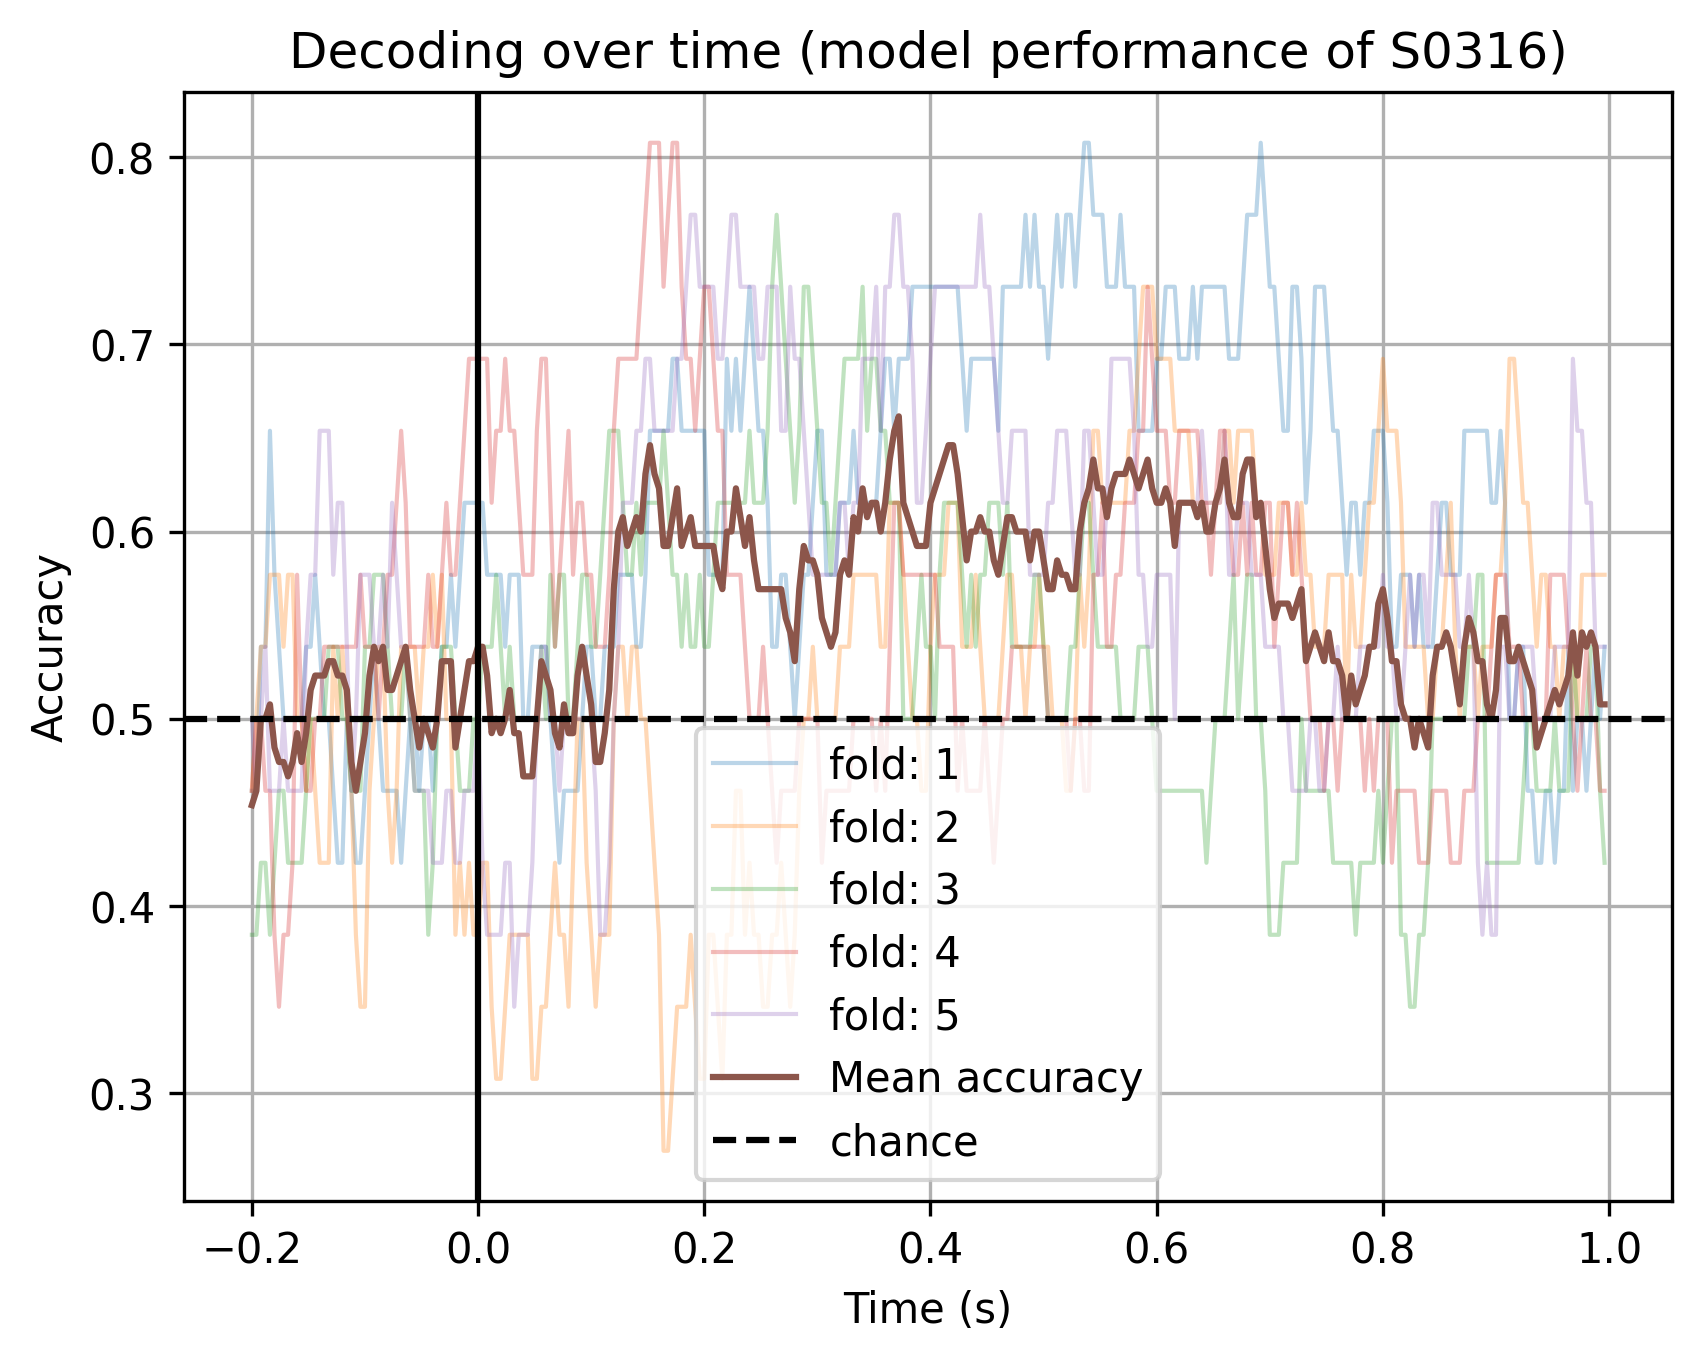 Decoding over time (model performance of S0316)
Accuracy
0.8
0.7
0.6
0.5
0.4
0.3
fold: 1
fold: 2
fold: 3
fold: 4
fold: 5
Mean accuracy
chance
−0.2 0.0 0.2 0.4 0.6 0.8 1.0
Time (s)